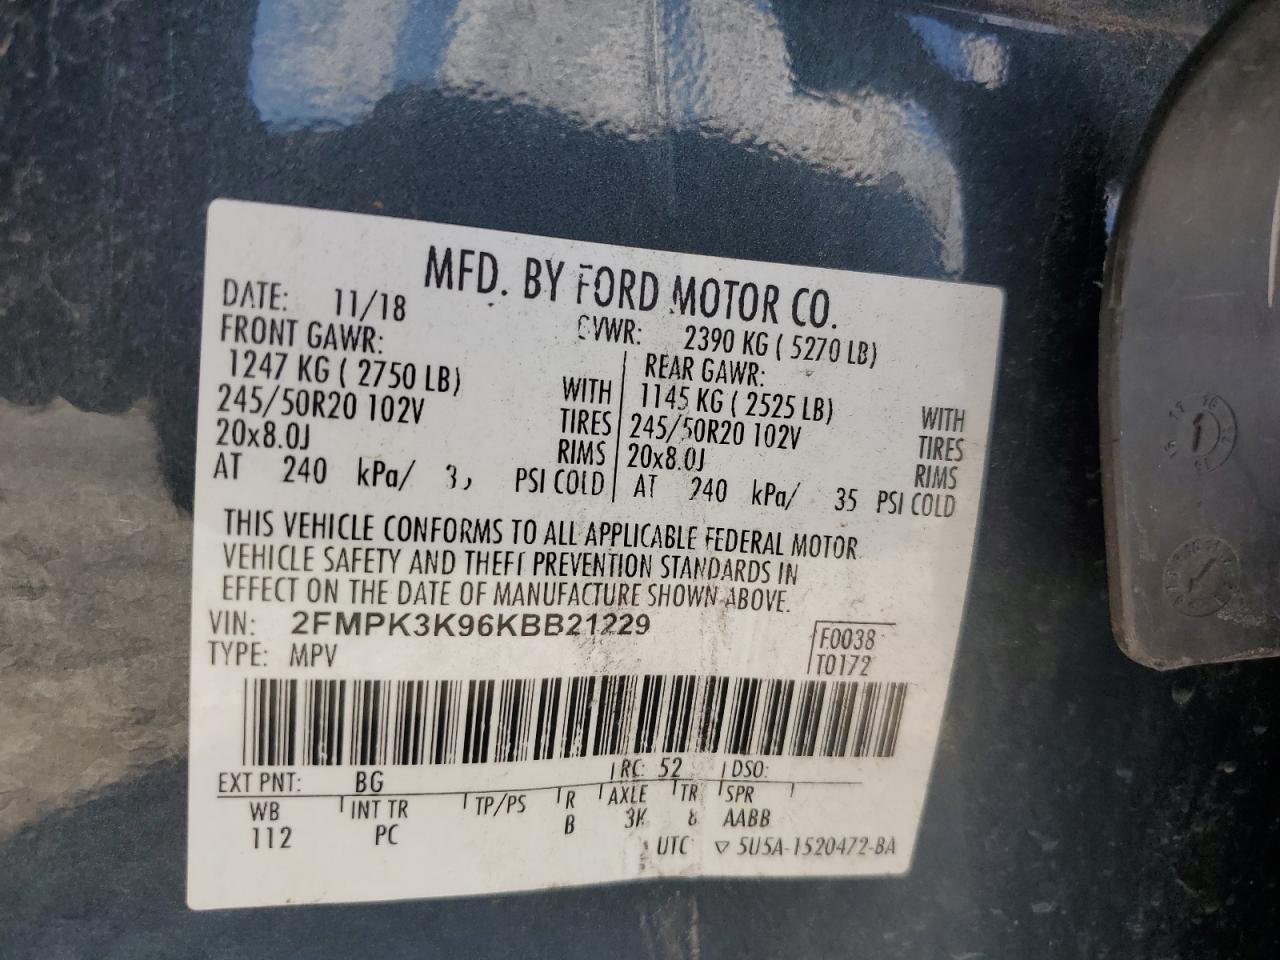 MFD. BY FORD MOTOR CO.
DATE: 11/18
GVWR: 2390 KG ( 5270 LB)
FRONT GAWR:
1247 KG ( 2750 LB) WITH
245/50R20 102V TIRES
20x8.0J RIMS
AT 240 kPa/ PSI COLD
REAR GAWR:
1145 KG ( 2525 LB) WITH
245/50R20 102V TIRES
20x8.0J RIMS
AT 240 kPa/ 35 PSI COLD
THIS VEHICLE CONFORMS TO ALL APPLICABLE FEDERAL MOTOR
VEHICLE SAFETY AND THEFT PREVENTION STANDARDS IN
EFFECT ON THE DATE OF MANUFACTURE SHOWN ABOVE.
VIN: 2FMPK3K96KBB21229
F0038
TYPE: MPV
T0172
EXT PNT: BG RC: 52 DSO:
WB INT TR TP/PS R AXLE TR SPR
112 PC B 3K 8 AABB
UTC ▽ 5U5A-1520472-BA